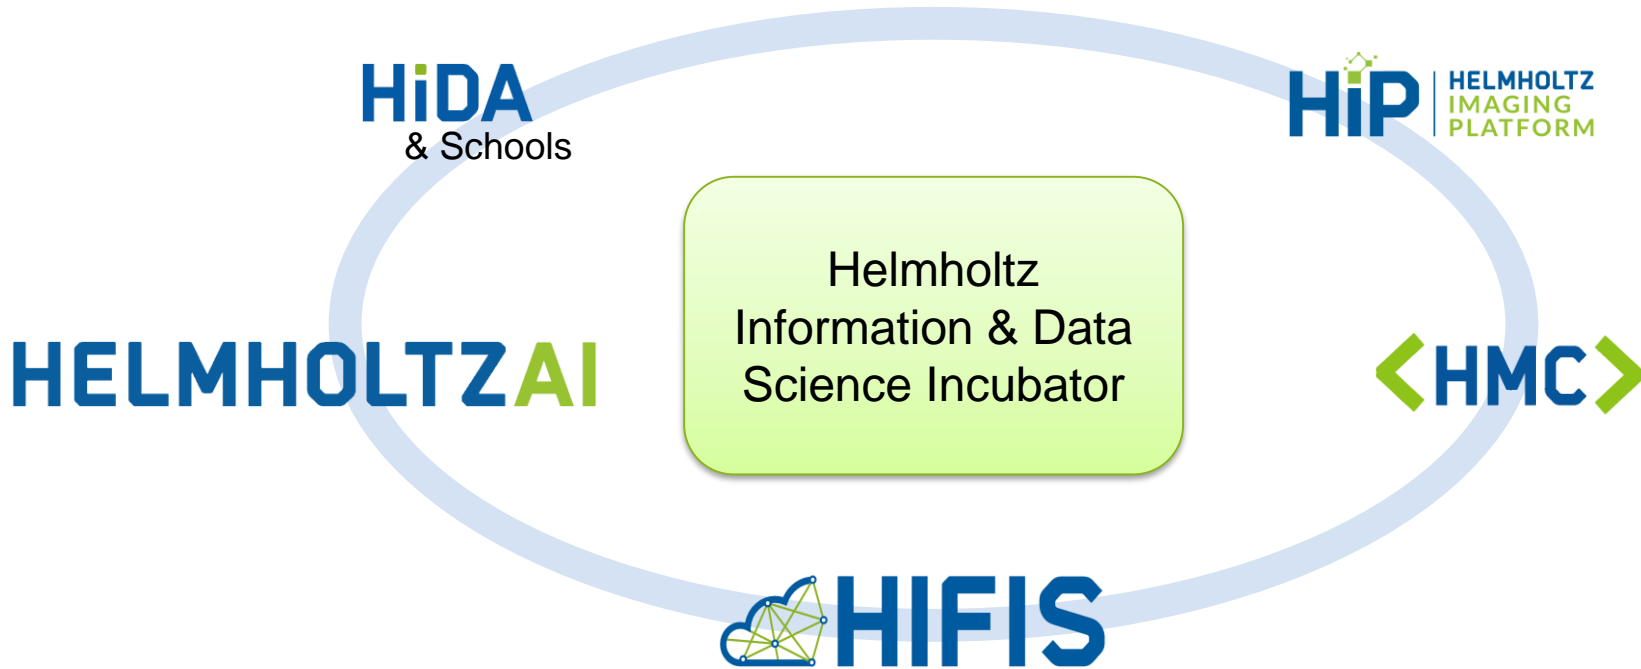 HiDA
& Schools
HiP
HELMHOLTZ
IMAGING
PLATFORM
Helmholtz
Information & Data
Science Incubator
HELMHOLTZAI
<HMC>
HIFIS